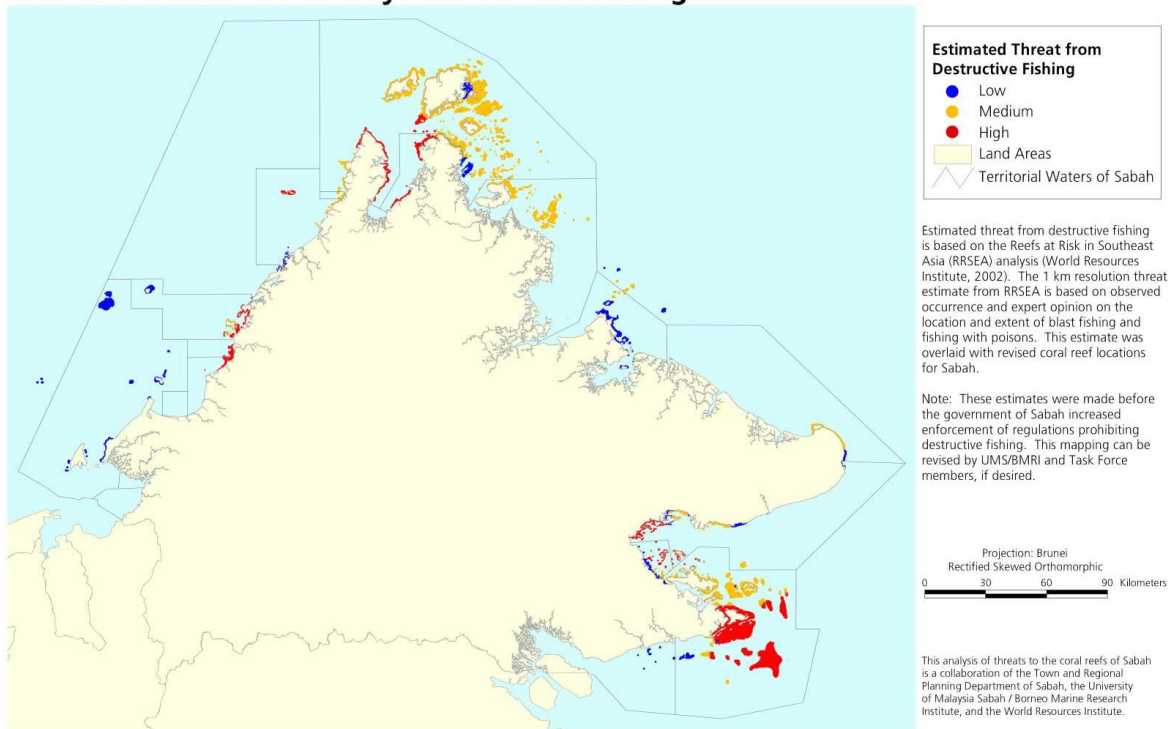 Estimated Threat from
Destructive Fishing
Low
Medium
High
Land Areas
Territorial Waters of Sabah
Estimated threat from destructive fishing
is based on the Reefs at Risk in Southeast
Asia (RRSEA) analysis (World Resources
Institute, 2002). The 1 km resolution threat
estimate from RRSEA is based on observed
occurrence and expert opinion on the
location and extent of blast fishing and
fishing with poisons. This estimate was
overlaid with revised coral reef locations
for Sabah.
Note: These estimates were made before
the government of Sabah increased
enforcement of regulations prohibiting
destructive fishing. This mapping can be
revised by UMS/BMRI and Task Force
members, if desired.
Projection: Brunei
Rectified Skewed Orthomorphic
0 30 60 90 Kilometers
This analysis of threats to the coral reefs of Sabah
is a collaboration of the Town and Regional
Planning Department of Sabah, the University
of Malaysia Sabah / Borneo Marine Research
Institute, and the World Resources Institute.